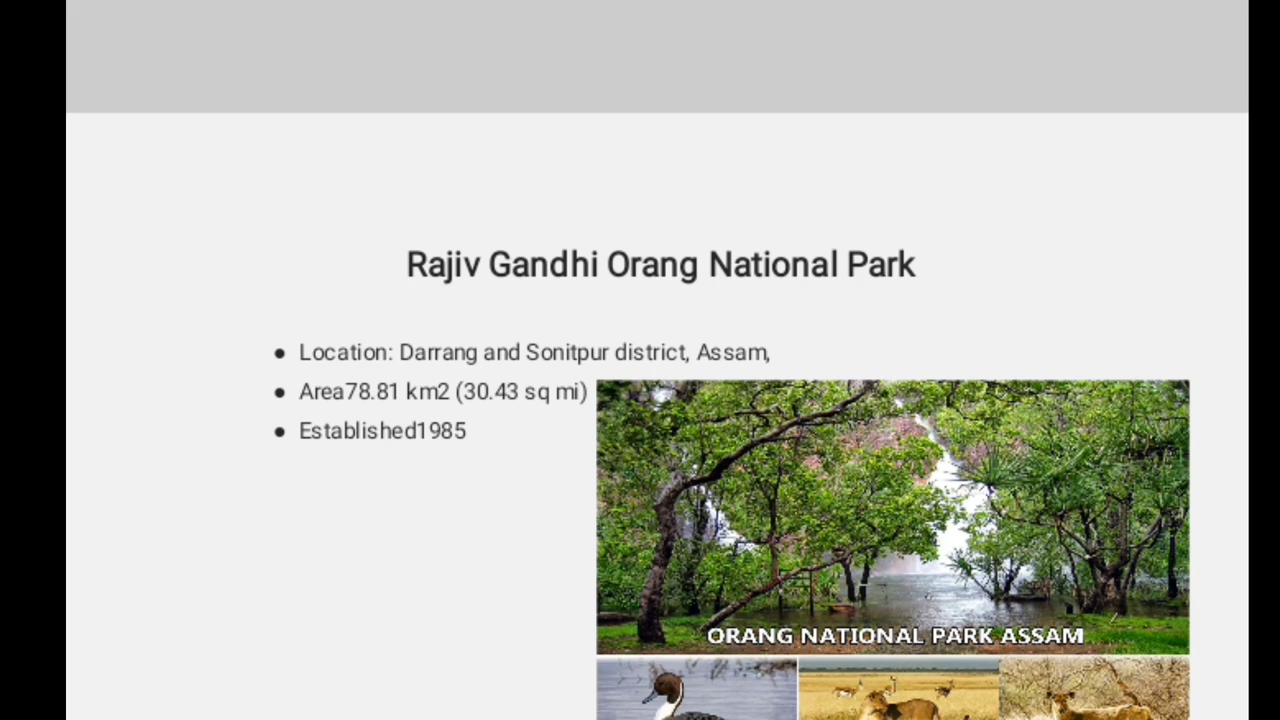 Rajiv Gandhi Orang National Park
● Location: Darrang and Sonitpur district, Assam,
● Area78.81 km2 (30.43 sq mi)
● Established1985
ORANG NATIONAL PARK ASSAM